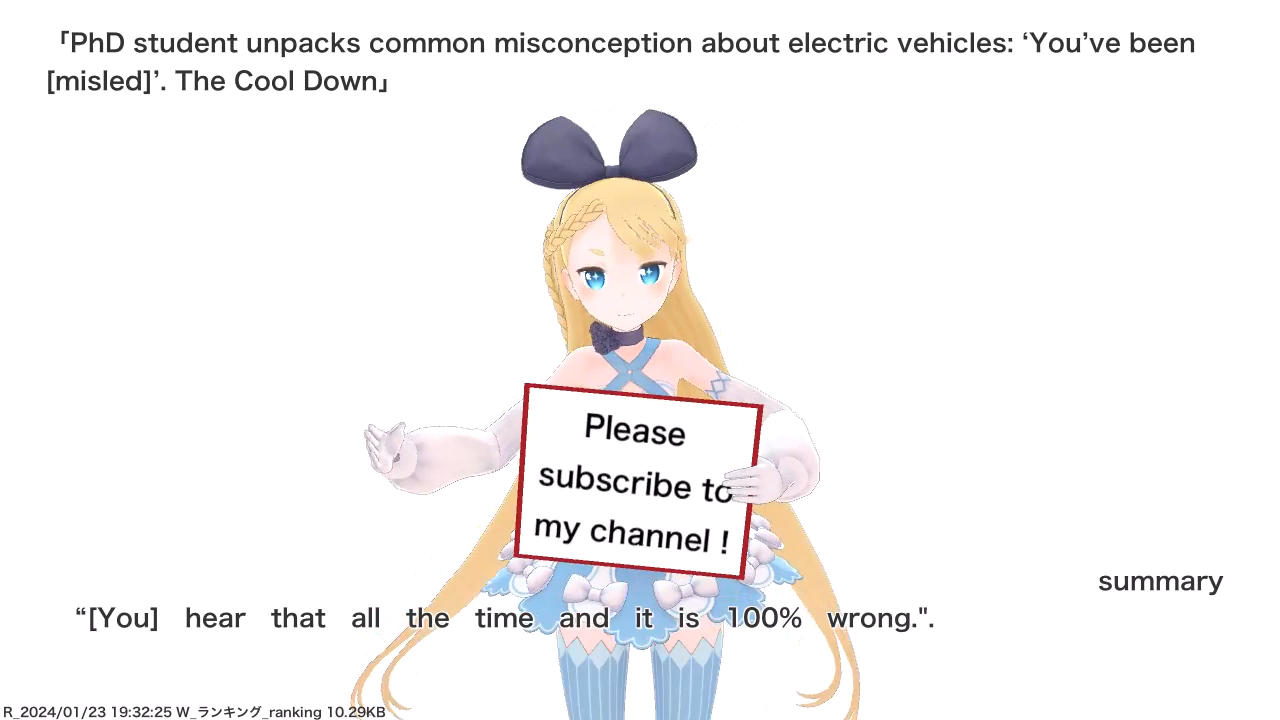 「PhD student unpacks common misconception about electric vehicles: ‘You’ve been
[misled]’. The Cool Down」
Please
subscribe to
my channel !
summary
“[You] hear that all the time and it is 100% wrong.".
R_2024/01/23 19:32:25 W_ランキング_ranking 10.29KB